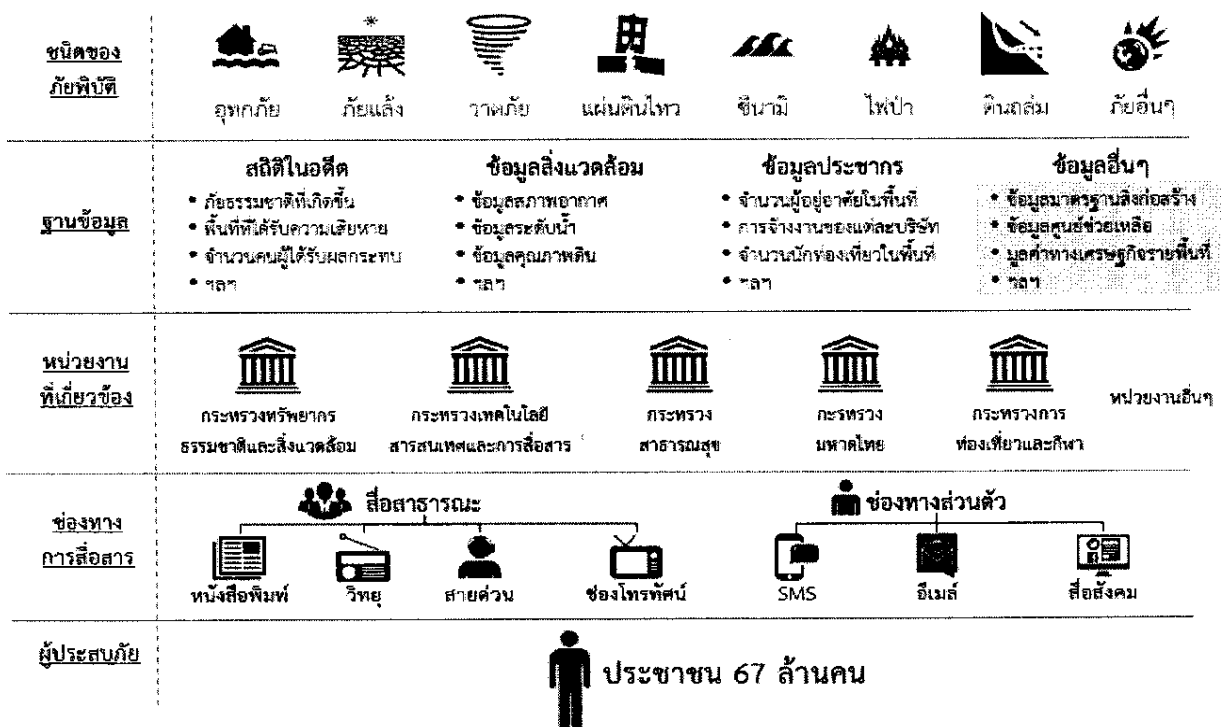 ชนิดของ
ภัยพิบัติ
อุทกภัย
ภัยแล้ง
วาตภัย
แผ่นดินไหว
ซึนามิ
ไฟป่า
ดินถล่ม
ภัยอื่นๆ
ฐานข้อมูล
สถิติในอดีต
• ภัยธรรมชาติที่เกิดขึ้น
• พื้นที่ที่ได้รับความเสียหาย
• จำนวนคนผู้ได้รับผลกระทบ
• ฯลฯ
ข้อมูลสิ่งแวดล้อม
• ข้อมูลสภาพอากาศ
• ข้อมูลระดับน้ำ
• ข้อมูลคุณภาพดิน
• ฯลฯ
ข้อมูลประชากร
• จำนวนผู้อยู่อาศัยในพื้นที่
• การจ้างงานของแต่ละบริษัท
• จำนวนนักท่องเที่ยวในพื้นที่
• ฯลฯ
ข้อมูลอื่นๆ
• ข้อมูลมาตรฐานสิ่งก่อสร้าง
• ข้อมูลศูนย์ช่วยเหลือ
• มูลค่าทางเศรษฐกิจรายพื้นที่
• ฯลฯ
หน่วยงาน
ที่เกี่ยวข้อง
กระทรวงทรัพยากร
ธรรมชาติและสิ่งแวดล้อม
กระทรวงเทคโนโลยี
สารสนเทศและการสื่อสาร
กระทรวง
สาธารณสุข
กะรทรวง
มหาดไทย
กระทรวงการ
ท่องเที่ยวและกีฬา
หน่วยงานอื่นๆ
ช่องทาง
การสื่อสาร
สื่อสาธารณะ
หนังสือพิมพ์
วิทยุ
สายด่วน
ช่องโทรทัศน์
ช่องทางส่วนตัว
SMS
อีเมล์
สื่อสังคม
ผู้ประสบภัย
ประชาชน 67 ล้านคน